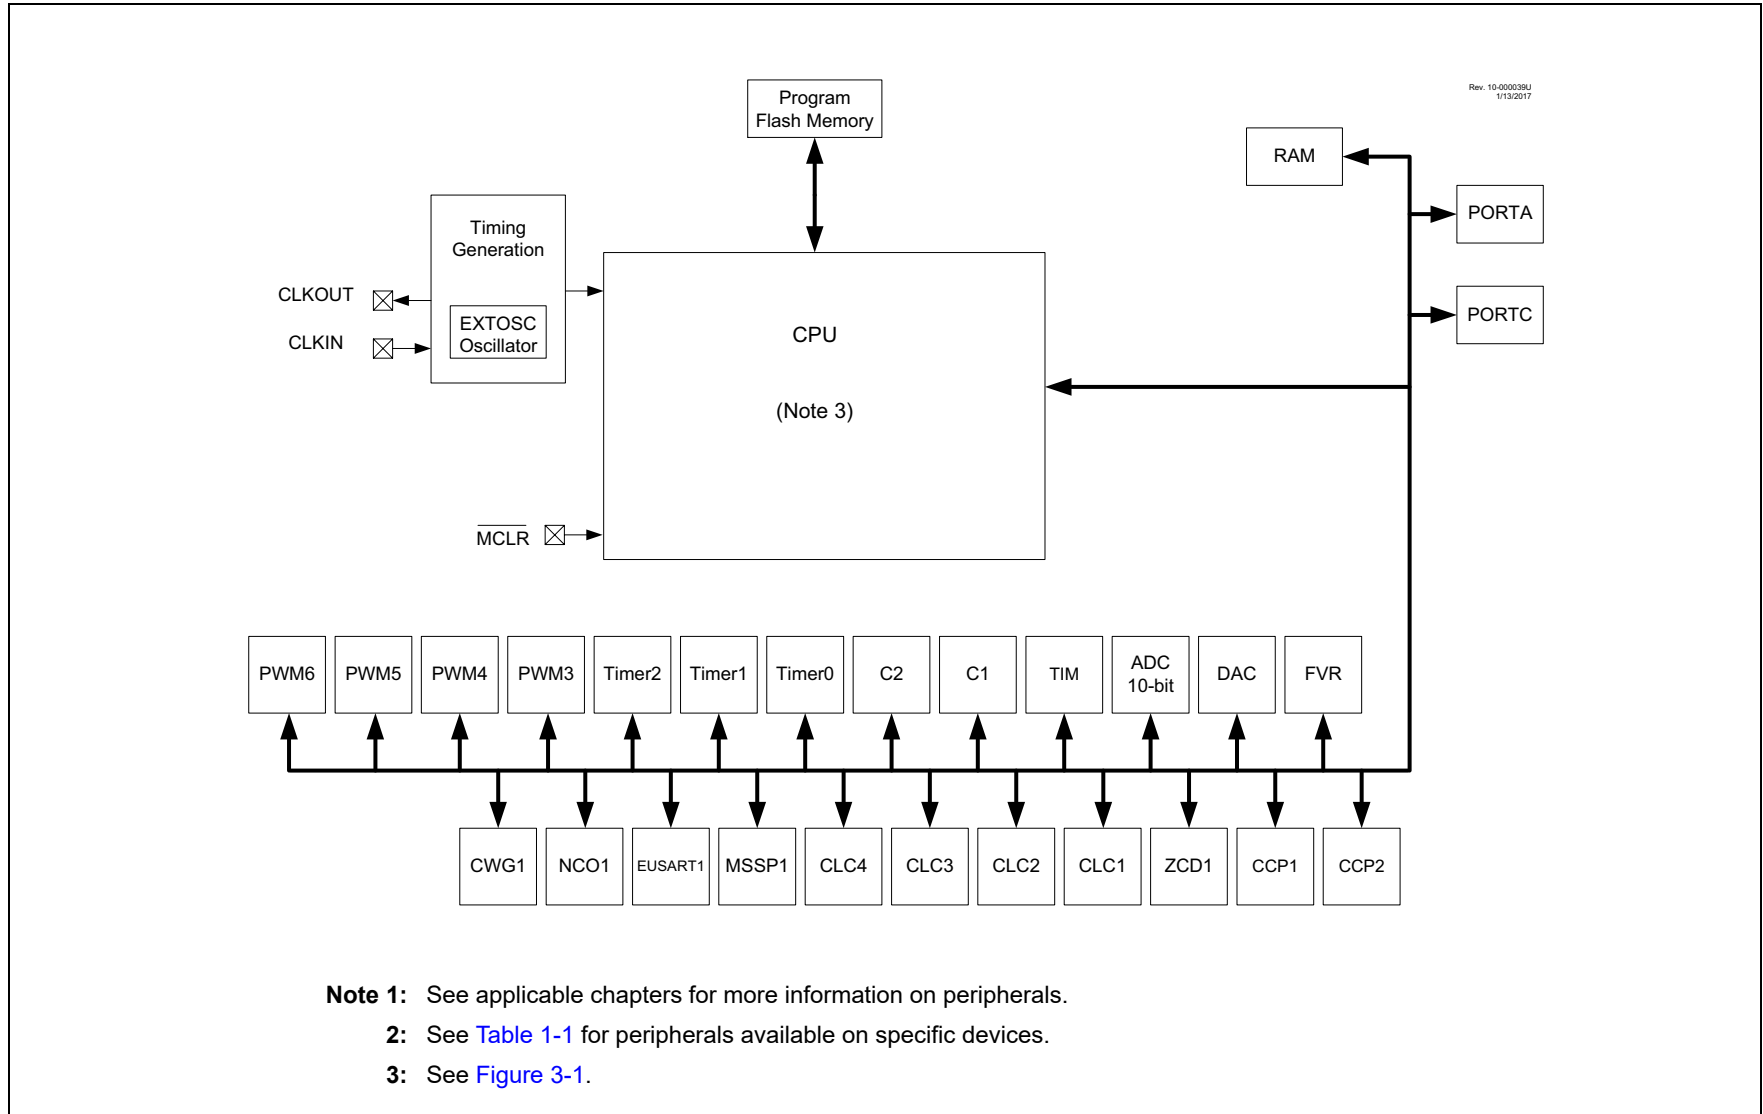 Rev. 10-000039U
1/13/2017
Program
Flash Memory
RAM
PORTA
Timing
Generation
CLKOUT
EXTOSC
Oscillator
CLKIN
PORTC
CPU
(Note 3)
MCLR
PWM6
PWM5
PWM4
PWM3
Timer2
Timer1
Timer0
C2
C1
TIM
ADC
10-bit
DAC
FVR
CWG1
NCO1
EUSART1
MSSP1
CLC4
CLC3
CLC2
CLC1
ZCD1
CCP1
CCP2
Note 1: See applicable chapters for more information on peripherals.
2: See Table 1-1 for peripherals available on specific devices.
3: See Figure 3-1.